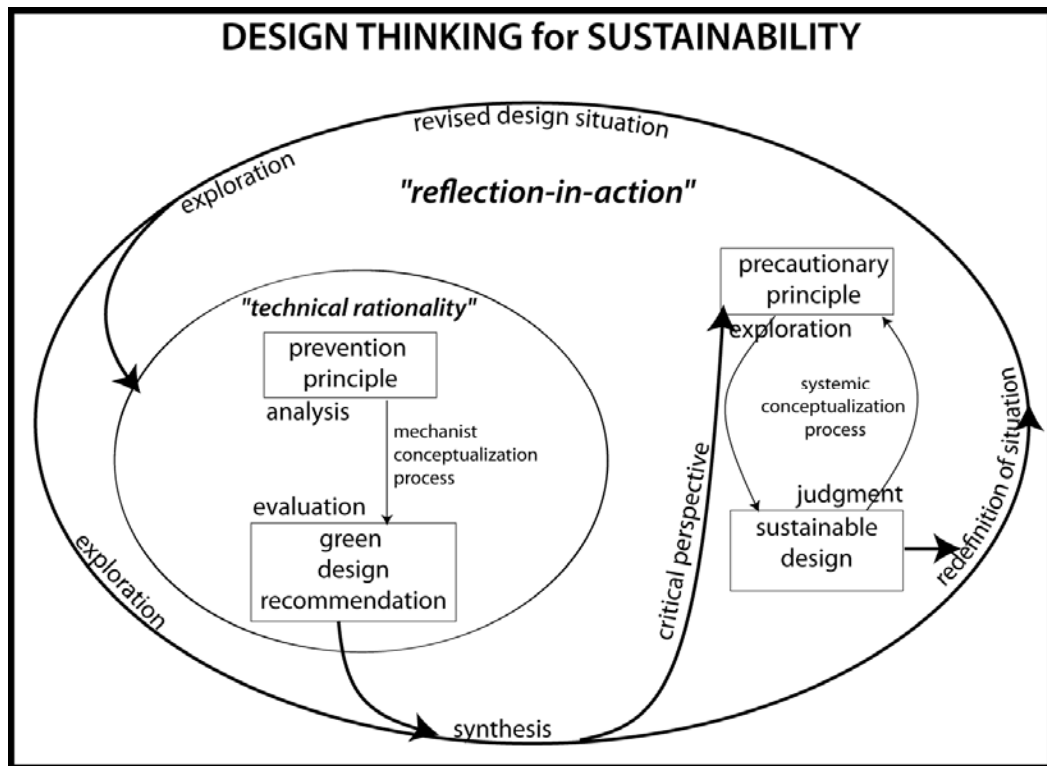 DESIGN THINKING for SUSTAINABILITY
revised design situation
exploration
"reflection-in-action"
"technical rationality"
prevention
principle
analysis
mechanist
conceptualization
process
evaluation
green
design
recommendation
exploration
synthesis
critical perspective
precautionary
principle
exploration
systemic
conceptualization
process
judgment
sustainable
design
redefinition of situation